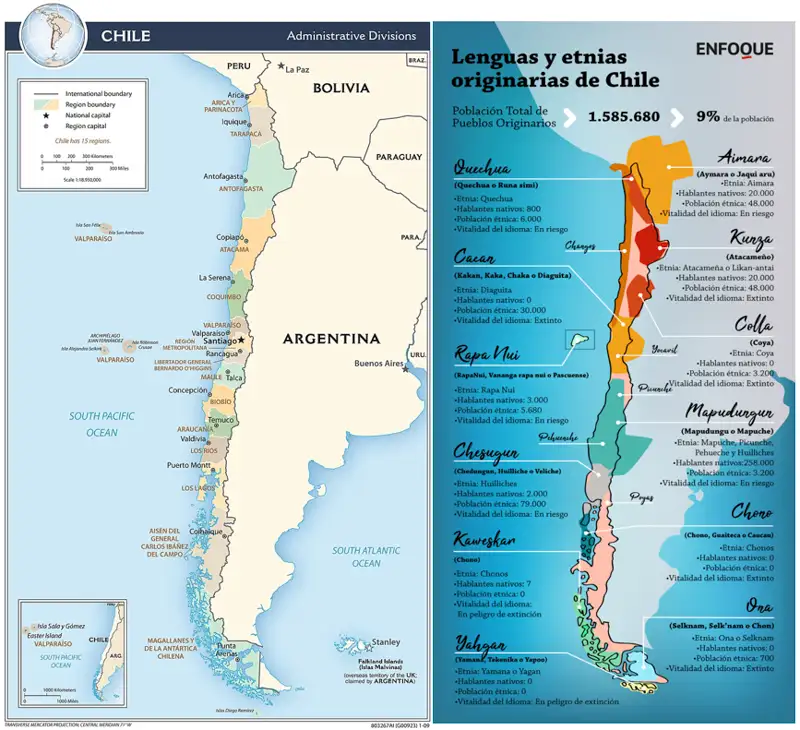 CHILE
Administrative Divisions
International boundary
Region boundary
National capital
Region capital
Chile has 15 regions.
0 100 200 300 Kilometers
0 100 200 300 Miles
Scale 1:18,950,000
PERU
La Paz
BRAZ.
BOLIVIA
Arica
ARICA Y
PARINACOTA
Iquique
TARAPACÁ
PARAGUAY
Antofagasta
ANTOFAGASTA
PARA.
Isla San Félix
Isla San Ambrosio
VALPARAÍSO
Copiapó
ATACAMA
La Serena
COQUIMBO
ARCHIPIÉLAGO
JUAN FERNÁNDEZ
Isla Alejandro Selkirk
Isla Róbinson
Crusoe
VALPARAÍSO
VALPARAÍSO
Valparaíso
REGIÓN
METROPOLITANA
Santiago
Rancagua
LIBERTADOR GENERAL
BERNARDO O'HIGGINS
ARGENTINA
URU.
Buenos Aires
MAULE
Talca
Concepción
BIOBÍO
SOUTH PACIFIC
OCEAN
Temuco
ARAUCANÍA
Valdivia
LOS RÍOS
Puerto Montt
LOS LAGOS
AISÉN DEL
GENERAL
CARLOS IBÁÑEZ
DEL CAMPO
Coihaique
SOUTH ATLANTIC
OCEAN
Isla Salo y Gómez
Easter Island
VALPARAÍSO
CHILE
SOUTH PACIFIC
OCEAN
ARG.
0 1000 Kilometers
0 1000 Miles
MAGALLANES Y DE
LA ANTÁRTICA
CHILENA
Punta
Arenas
Stanley
Falkland Islands
(Islas Malvinas)
(overseas territory of the UK;
claimed by ARGENTINA)
Islas Diego Ramírez
TRANSVERSE MERCATOR PROJECTION; CENTRAL MERIDIAN 71°W
803267AI (G00923) 1-09
Lenguas y etnias
originarias de Chile
ENFOQUE
Población Total de
Pueblos Originarios
1.585.680
9% de la población
Quechua
(Quechua o Runa simi)
•Etnia: Quechua
•Hablantes nativos: 800
•Población étnica: 6.000
•Vitalidad del idioma: En riesgo
Aimara
(Aymara o Jaqui aru)
•Etnia: Aimara
•Hablantes nativos: 20.000
•Población étnica: 48.000
•Vitalidad del idioma: En riesgo
Changos
Cacan
(Kakan, Kaka, Chaka o Diaguita)
•Etnia: Diaguita
•Hablantes nativos: 0
•Población étnica: 30.000
•Vitalidad del idioma: Extinto
Kunza
(Atacameño)
•Etnia: Atacameña o Likan-antai
•Hablantes nativos: 20.000
•Población étnica: 48.000
•Vitalidad del idioma: Extinto
Colla
(Coya)
•Etnia: Coya
•Hablantes nativos: 0
•Población étnica: 3.200
•Vitalidad del idioma: Extinto
Rapa Nui
(RapaNui, Vananga rapa nui o Pascuense)
•Etnia: Rapa Nui
•Hablantes nativos: 3.000
•Población étnica: 5.680
•Vitalidad del idioma: En riesgo
Picunche
Mapudungun
(Mapudungu o Mapuche)
•Etnia: Mapuche, Picunche,
Pehueche y Huilliches
•Hablantes nativos:258.000
•Población étnica: 3.200
•Vitalidad del idioma: En riesgo
Pehuenche
Chesugun
(Chedungun, Huilliche o Veliche)
•Etnia: Huilliches
•Hablantes nativos: 2.000
•Población étnica: 79.000
•Vitalidad del idioma: En riesgo
Poyas
Chono
(Chono, Guaiteca o Caucau)
•Etnia: Chonos
•Hablantes nativos: 0
•Población étnica: 0
•Vitalidad del idioma: Extinto
Kaweskar
(Chono)
•Etnia: Chonos
•Hablantes nativos: 7
•Población étnica: 0
•Vitalidad del idioma:
En peligro de extinción
Ona
(Selknam, Selk'nam o Chon)
•Etnia: Ona o Selknam
•Hablantes nativos: 0
•Población étnica: 700
•Vitalidad del idioma: Extinto
Yahgan
(Yamana, Tekenika o Yapoo)
•Etnia: Yamana o Yagan
•Hablantes nativos: 0
•Población étnica: 0
•Vitalidad del idioma: En peligro de extinción